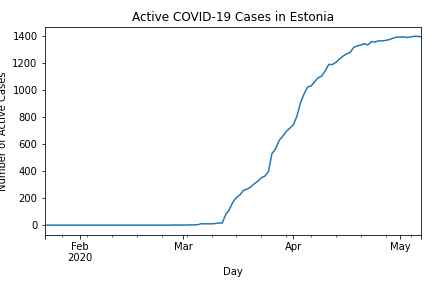 Active COVID-19 Cases in Estonia
1400
1200
1000
800
600
400
200
0
Number of Active Cases
Feb
2020
Mar
Apr
May
Day